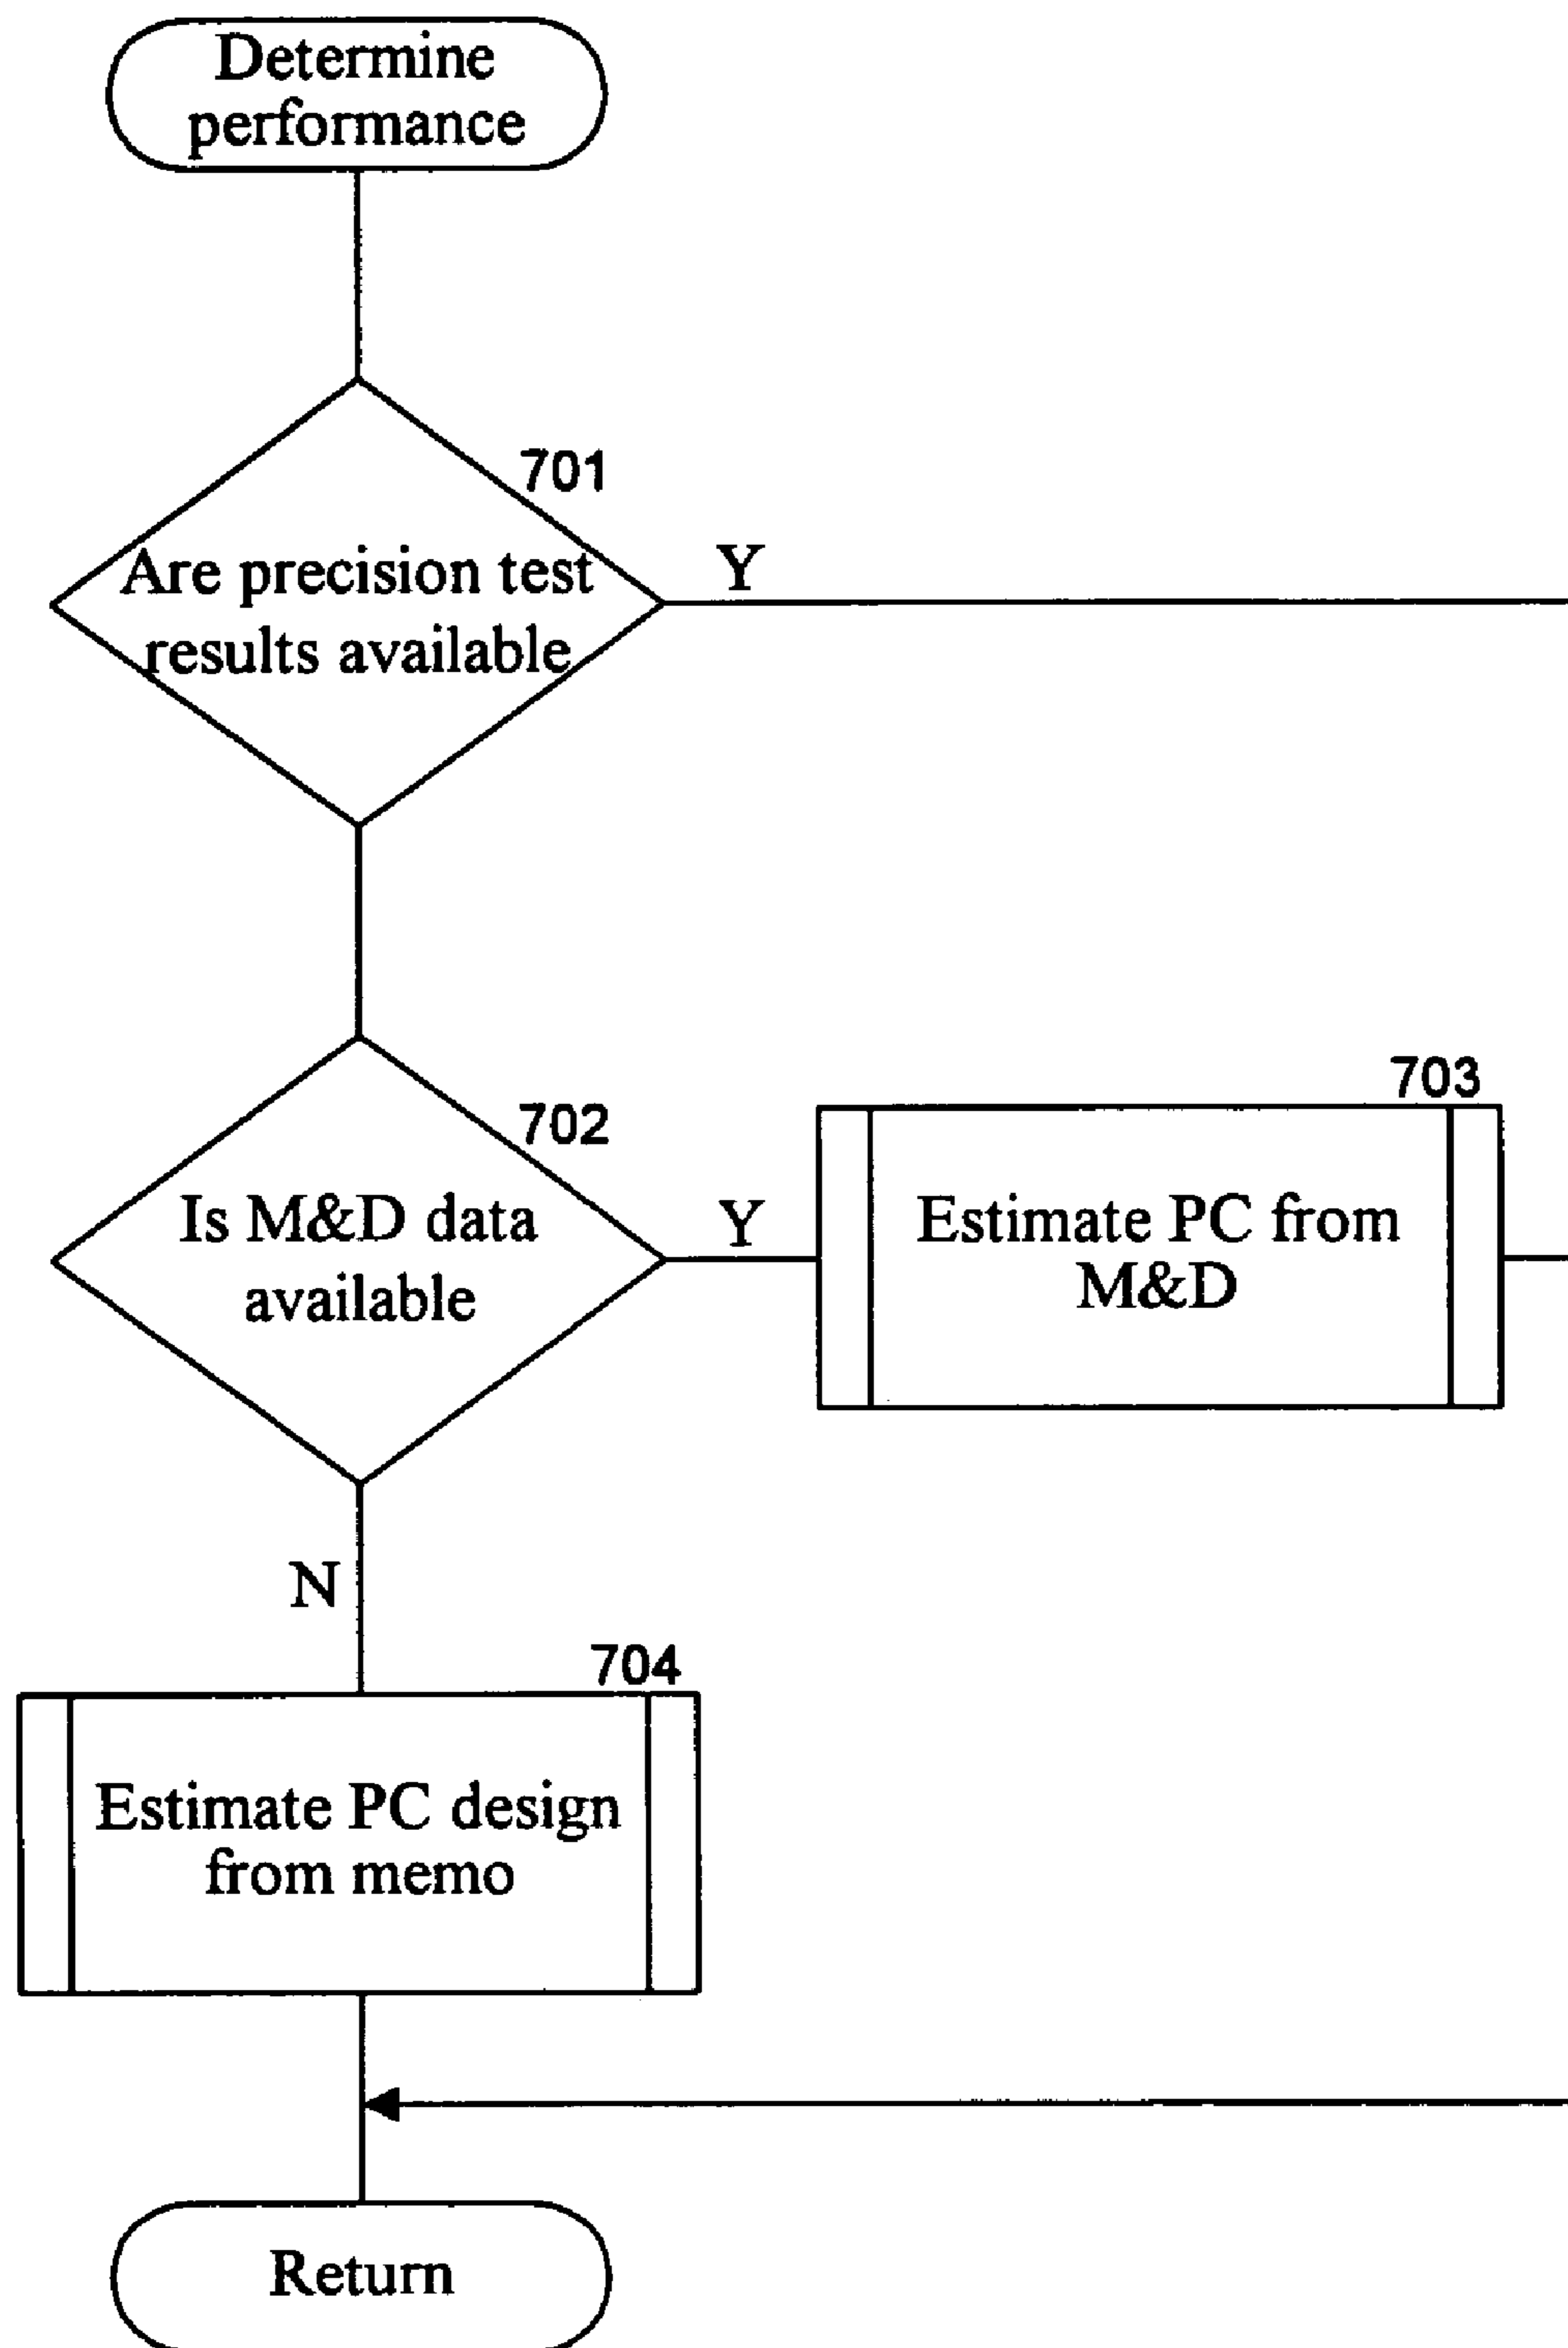 Determine
performance
701
Are precision test
results available
Y
702
Is M&D data
available
Y
703
Estimate PC from
M&D
N
704
Estimate PC design
from memo
Return